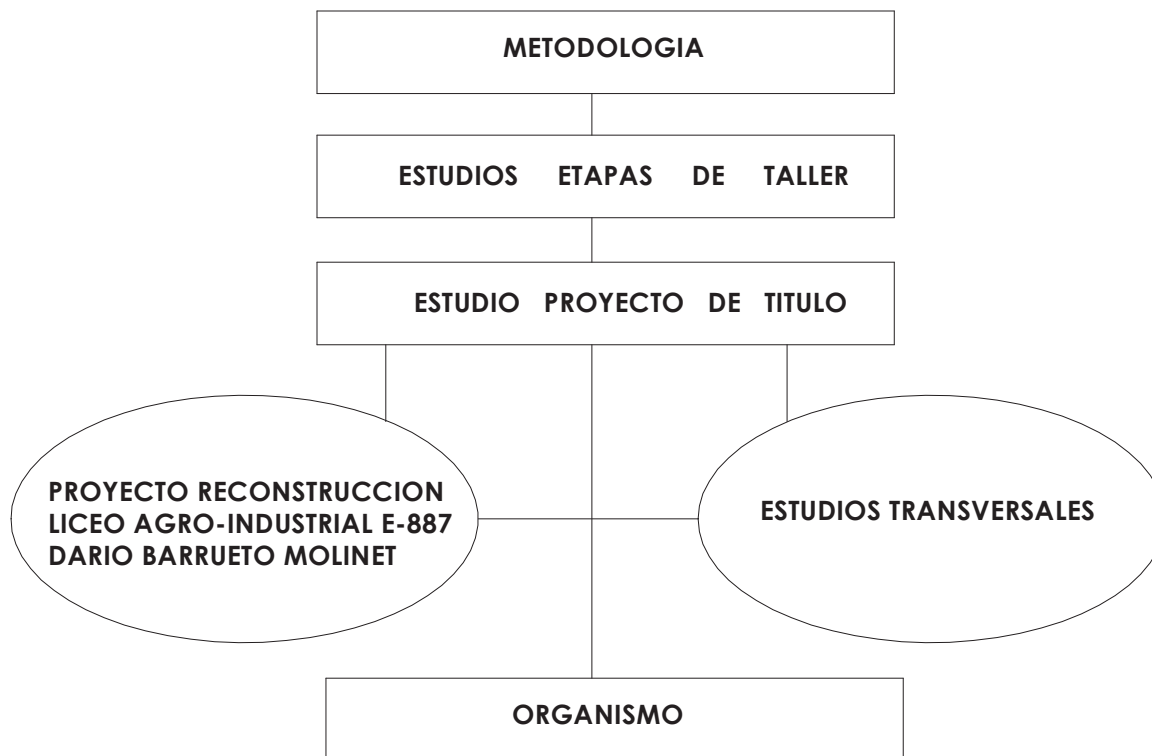 METODOLOGIA
ESTUDIOS ETAPAS DE TALLER
ESTUDIO PROYECTO DE TITULO
PROYECTO RECONSTRUCCION
LICEO AGRO-INDUSTRIAL E-887
DARIO BARRUETO MOLINET
ESTUDIOS TRANSVERSALES
ORGANISMO